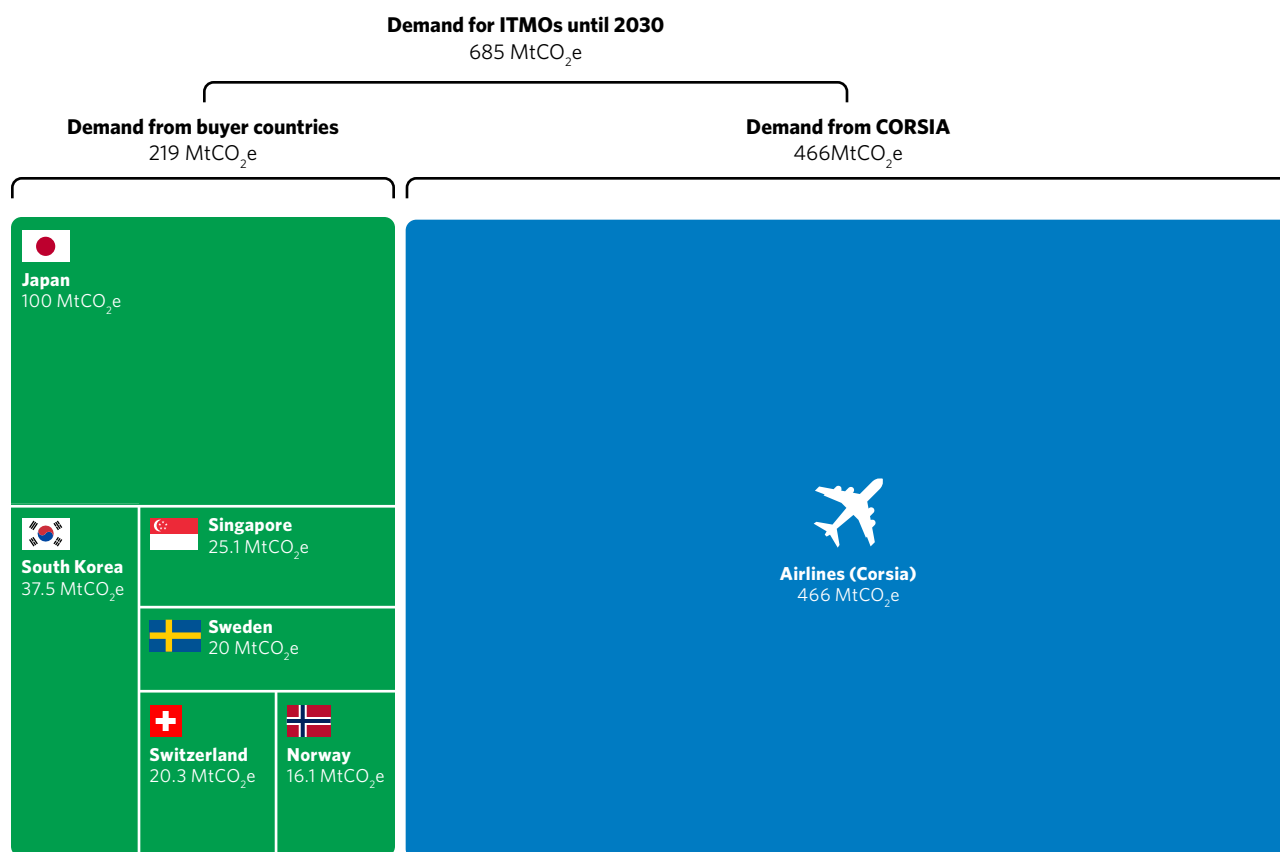 Demand for ITMOs until 2030
685 MtCO₂e
Demand from buyer countries
219 MtCO₂e
Demand from CORSIA
466MtCO₂e
Japan
100 MtCO₂e
South Korea
37.5 MtCO₂e
Singapore
25.1 MtCO₂e
Sweden
20 MtCO₂e
Switzerland
20.3 MtCO₂e
Norway
16.1 MtCO₂e
Airlines (Corsia)
466 MtCO₂e